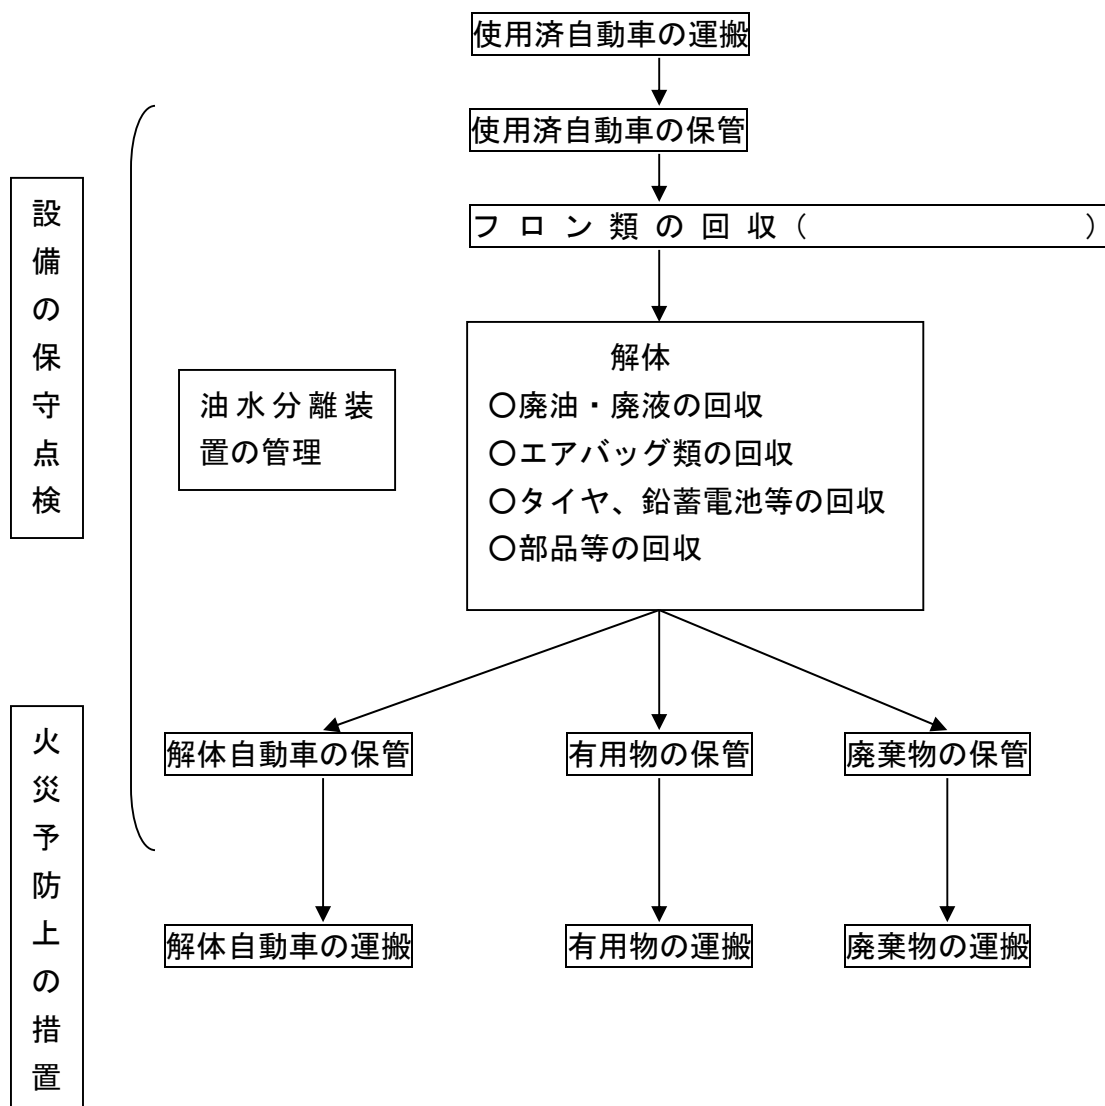 使用済自動車の運搬
使用済自動車の保管
フロン類の回収（　　　　　　　　　）
設備の保守点検
油水分離装
置の管理
解体
〇廃油・廃液の回収
〇エアバッグ類の回収
〇タイヤ、鉛蓄電池等の回収
〇部品等の回収
火災予防上の措置
解体自動車の保管
有用物の保管
廃棄物の保管
解体自動車の運搬
有用物の運搬
廃棄物の運搬